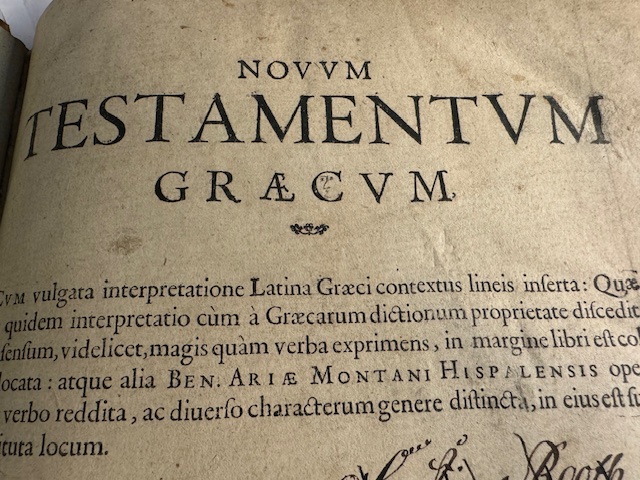 NOVVM
TESTAMENTVM
GRÆCVM,
CVM vulgata interpretatione Latina Græci contextus lineis inſerta: Quæ
quidem interpretatio cùm à Græcarum dictionum proprietate diſcedit
ſenſum, videlicet, magis quàm verba exprimens, in margine libri eſt col
locata: atque alia BEN. ARIÆ MONTANI HISPALENSIS ope
verbo reddita, ac diuerſo characterum genere diſtincta, in eius eſt ſu
tuta locum.
Rooth